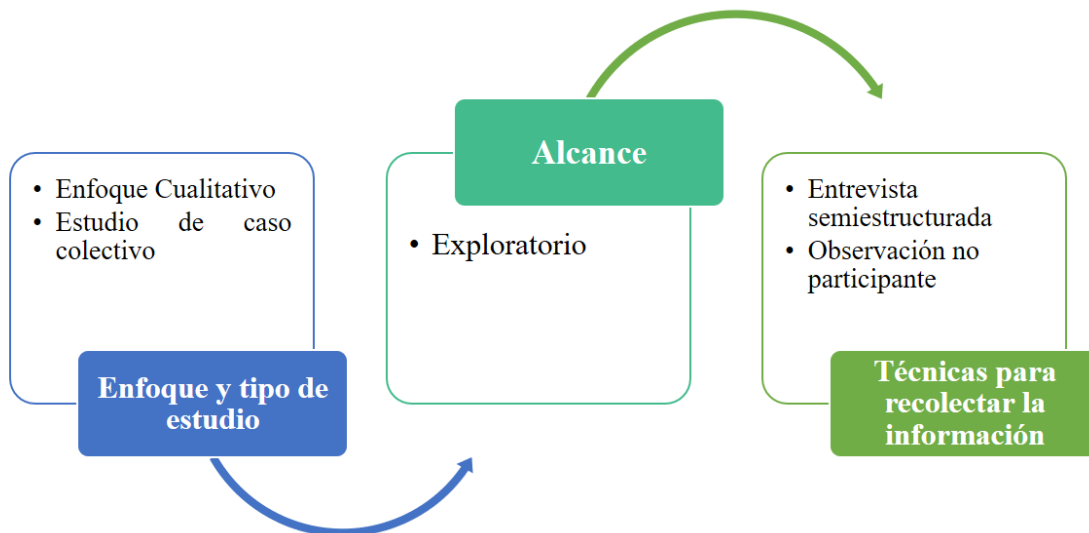 • Enfoque Cualitativo
• Estudio de caso
colectivo
Enfoque y tipo de
estudio
Alcance
• Exploratorio
• Entrevista
semiestructurada
• Observación no
participante
Técnicas para
recolectar la
información